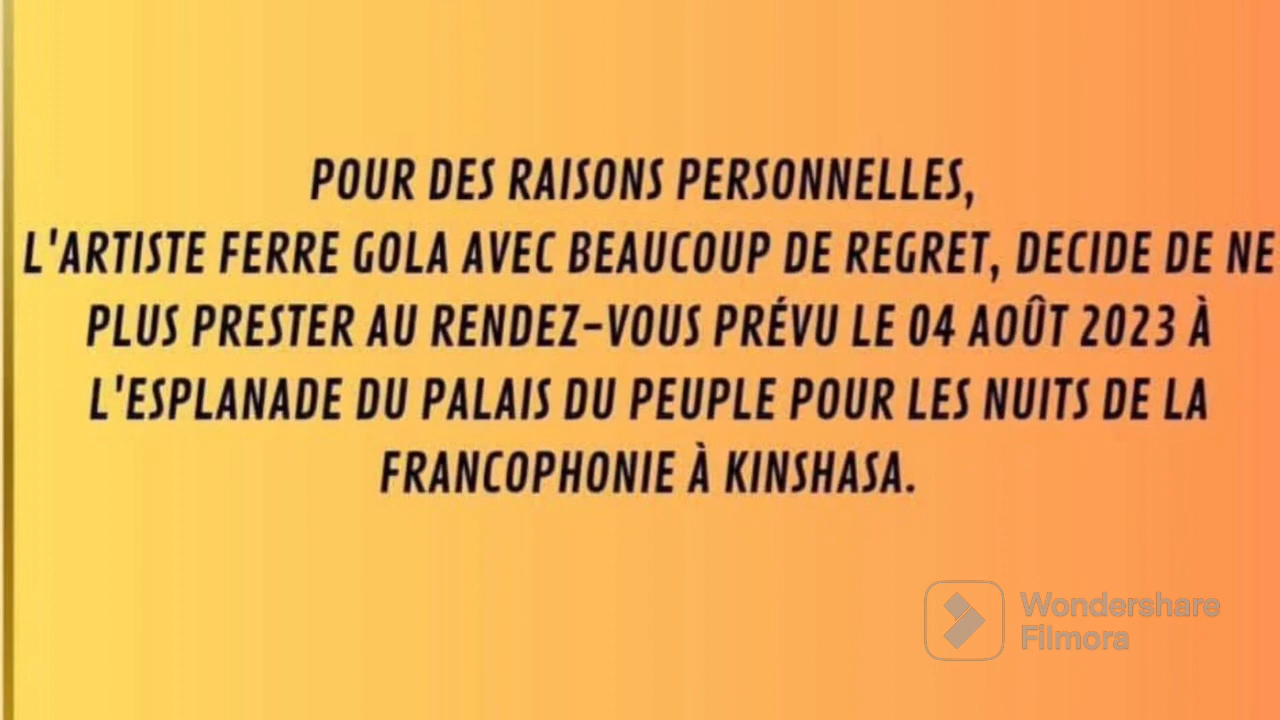 POUR DES RAISONS PERSONNELLES,
L'ARTISTE FERRE GOLA AVEC BEAUCOUP DE REGRET, DECIDE DE NE
PLUS PRESTER AU RENDEZ-VOUS PRÉVU LE 04 AOÛT 2023 À
L'ESPLANADE DU PALAIS DU PEUPLE POUR LES NUITS DE LA
FRANCOPHONIE À KINSHASA.
Wondershare
Filmora